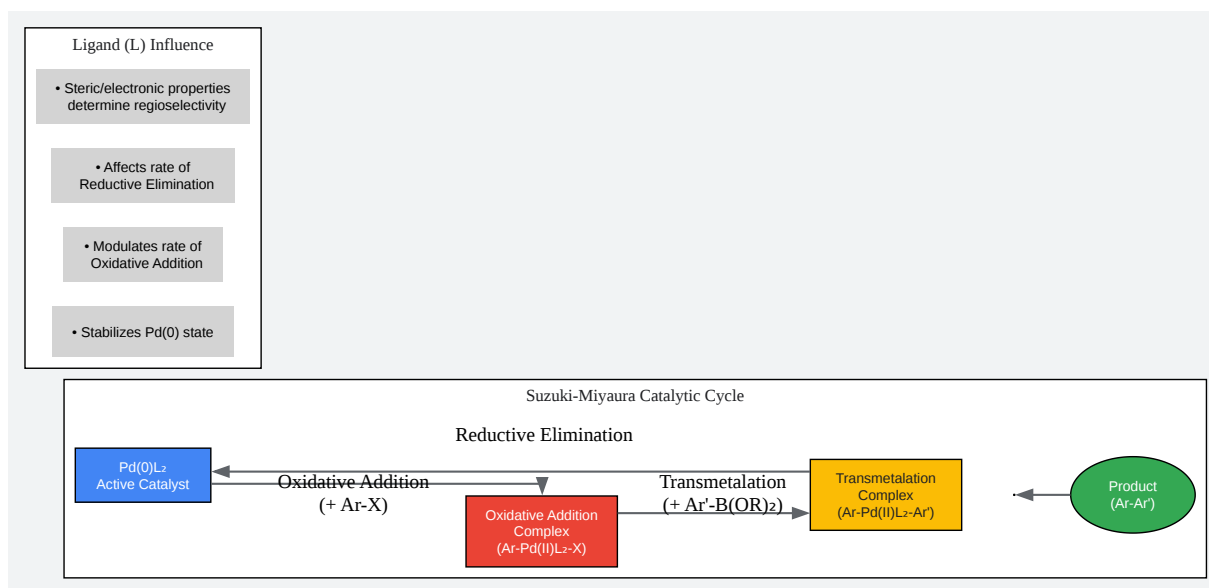 Ligand (L) Influence
• Steric/electronic properties
determine regioselectivity
• Affects rate of
Reductive Elimination
• Modulates rate of
Oxidative Addition
• Stabilizes Pd(0) state
Suzuki-Miyaura Catalytic Cycle
Reductive Elimination
Pd(0)L₂
Active Catalyst
Oxidative Addition
(+ Ar-X)
Oxidative Addition
Complex
(Ar-Pd(II)L₂-X)
Transmetalation
(+ Ar'-B(OR)₂)
Transmetalation
Complex
(Ar-Pd(II)L₂-Ar')
Product
(Ar-Ar')